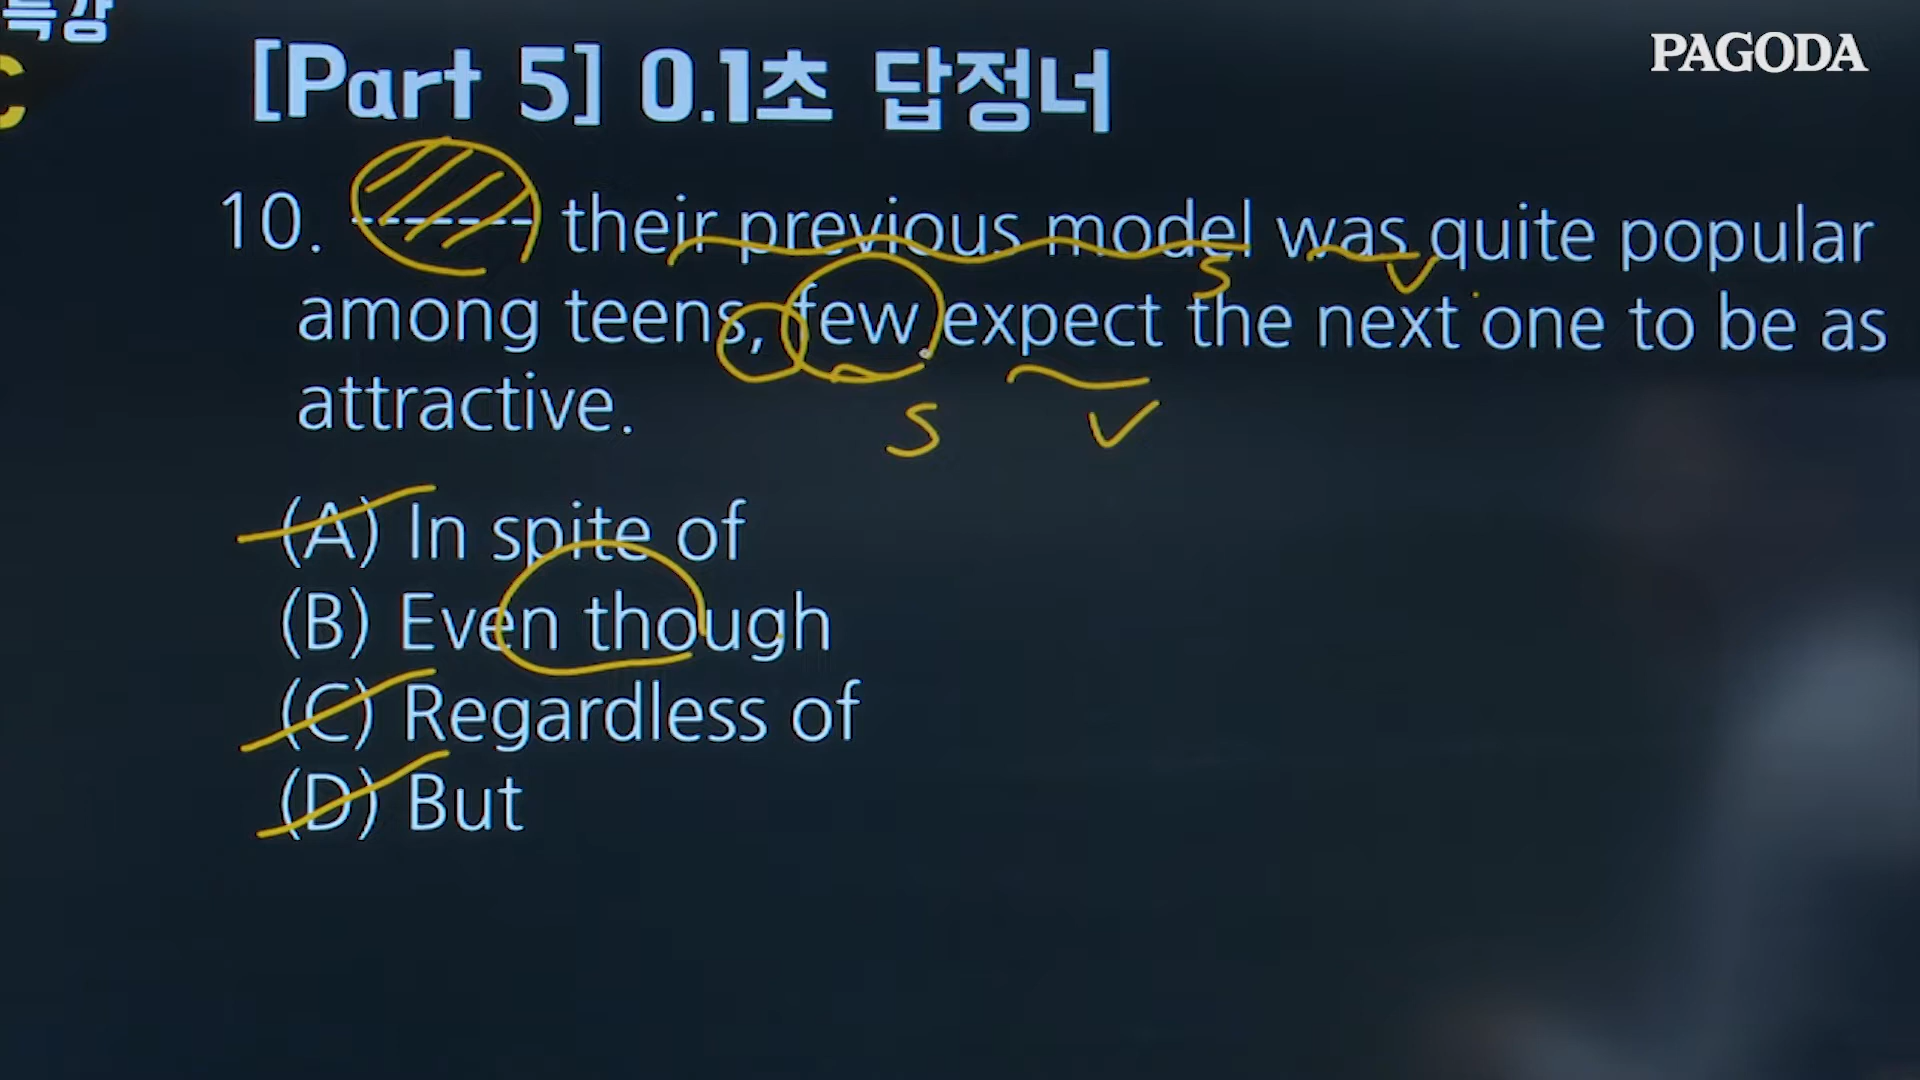 특강
C
PAGODA
[Part 5] 0.1초 답정너
10. ------- their previous model was quite popular
among teens, few expect the next one to be as
attractive.
S V
S V
(A) In spite of
(B) Even though
(C) Regardless of
(D) But